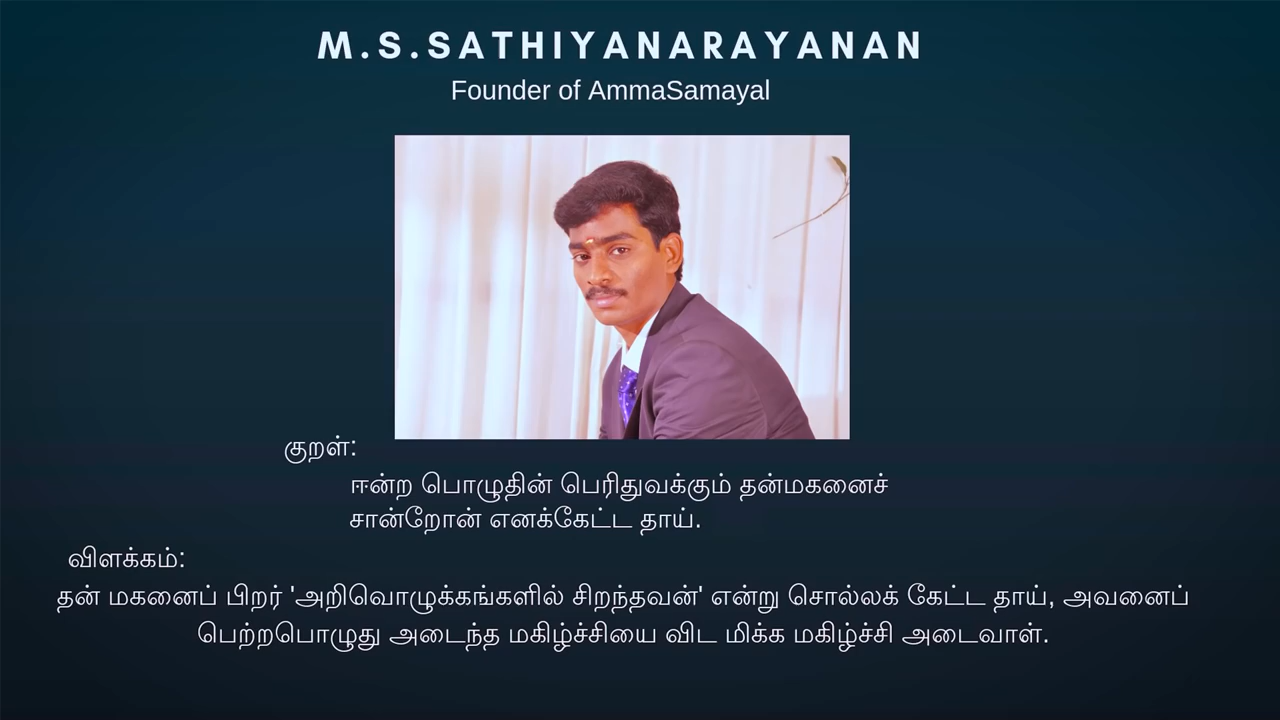 M.S.SATHIYANARAYANAN
Founder of AmmaSamayal
குறள்:
ஈன்ற பொழுதின் பெரிதுவக்கும் தன்மகனைச்
சான்றோன் எனக்கேட்ட தாய்.
விளக்கம்:
தன் மகனைப் பிறர் 'அறிவொழுக்கங்களில் சிறந்தவன்' என்று சொல்லக் கேட்ட தாய், அவனைப்
பெற்றபொழுது அடைந்த மகிழ்ச்சியை விட மிக்க மகிழ்ச்சி அடைவாள்.